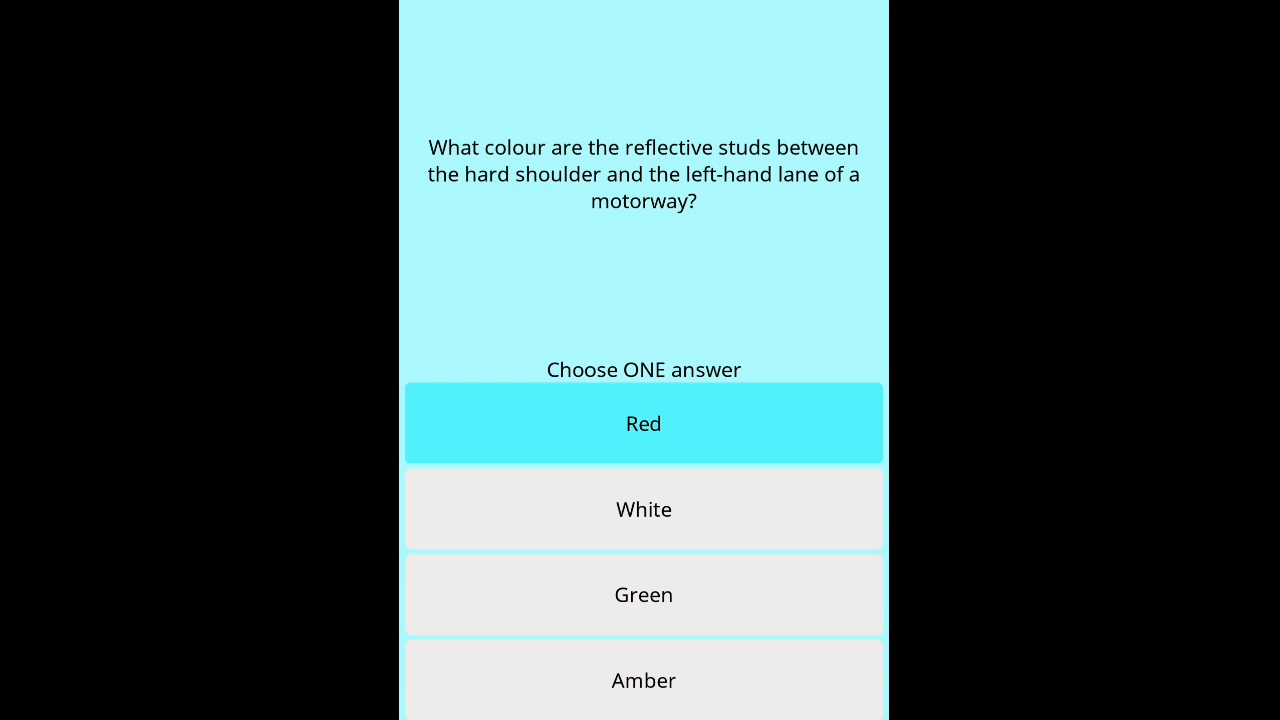 What colour are the reflective studs between
the hard shoulder and the left-hand lane of a
motorway?
Choose ONE answer
Red
White
Green
Amber